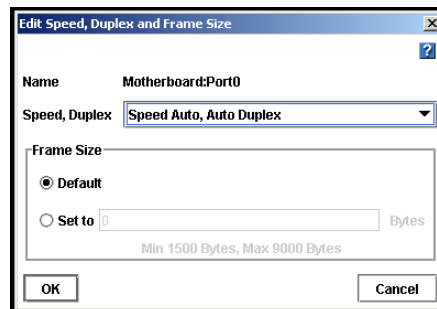 Edit Speed, Duplex and Frame Size
?
Name Motherboard:Port0
Speed, Duplex Speed Auto, Auto Duplex
Frame Size
Default
Set to 0 Bytes
Min 1500 Bytes, Max 9000 Bytes
OK Cancel